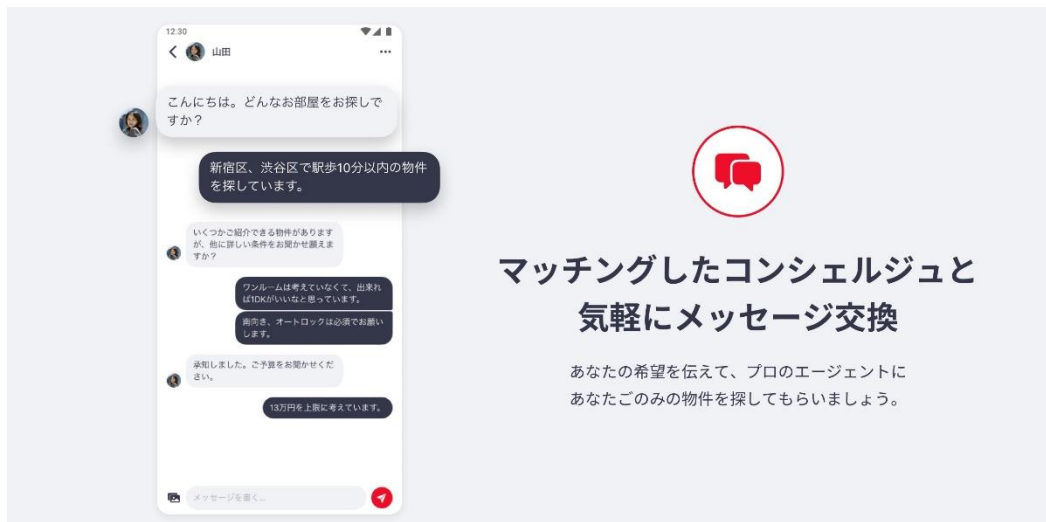 12:30
山田
こんにちは。どんなお部屋をお探しで
すか？
新宿区、渋谷区で駅歩10分以内の物件
を探しています。
いくつかご紹介できる物件があります
が、他に詳しい条件をお聞かせ願えま
すか？
ワンルームは考えていなくて、出来れ
ば1DKがいいなと思っています。
南向き、オートロックは必須でお願い
します。
承知しました。ご予算をお聞かせくだ
さい。
13万円を上限に考えています。
メッセージを書く...
マッチングしたコンシェルジュと
気軽にメッセージ交換
あなたの希望を伝えて、プロのエージェントに
あなたごのみの物件を探してもらいましょう。